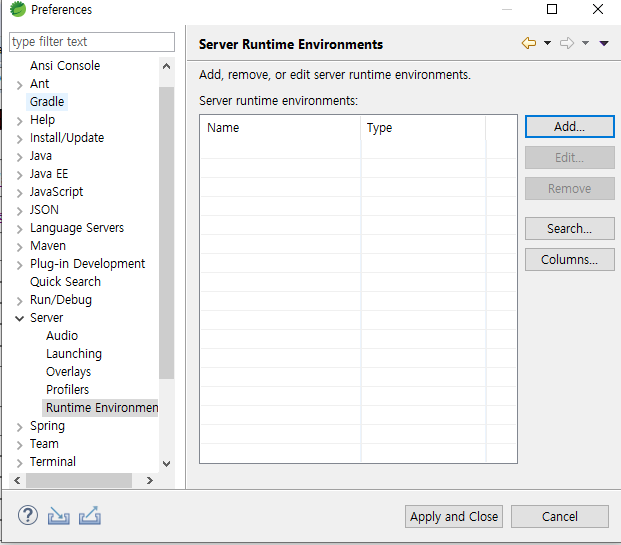 Preferences
type filter text
Ansi Console
Ant
Gradle
Help
Install/Update
Java
Java EE
JavaScript
JSON
Language Servers
Maven
Plug-in Development
Quick Search
Run/Debug
Server
Audio
Launching
Overlays
Profilers
Runtime Environmen
Spring
Team
Terminal
Server Runtime Environments
Add, remove, or edit server runtime environments.
Server runtime environments:
Name Type
Add...
Edit...
Remove
Search...
Columns...
Apply and Close Cancel